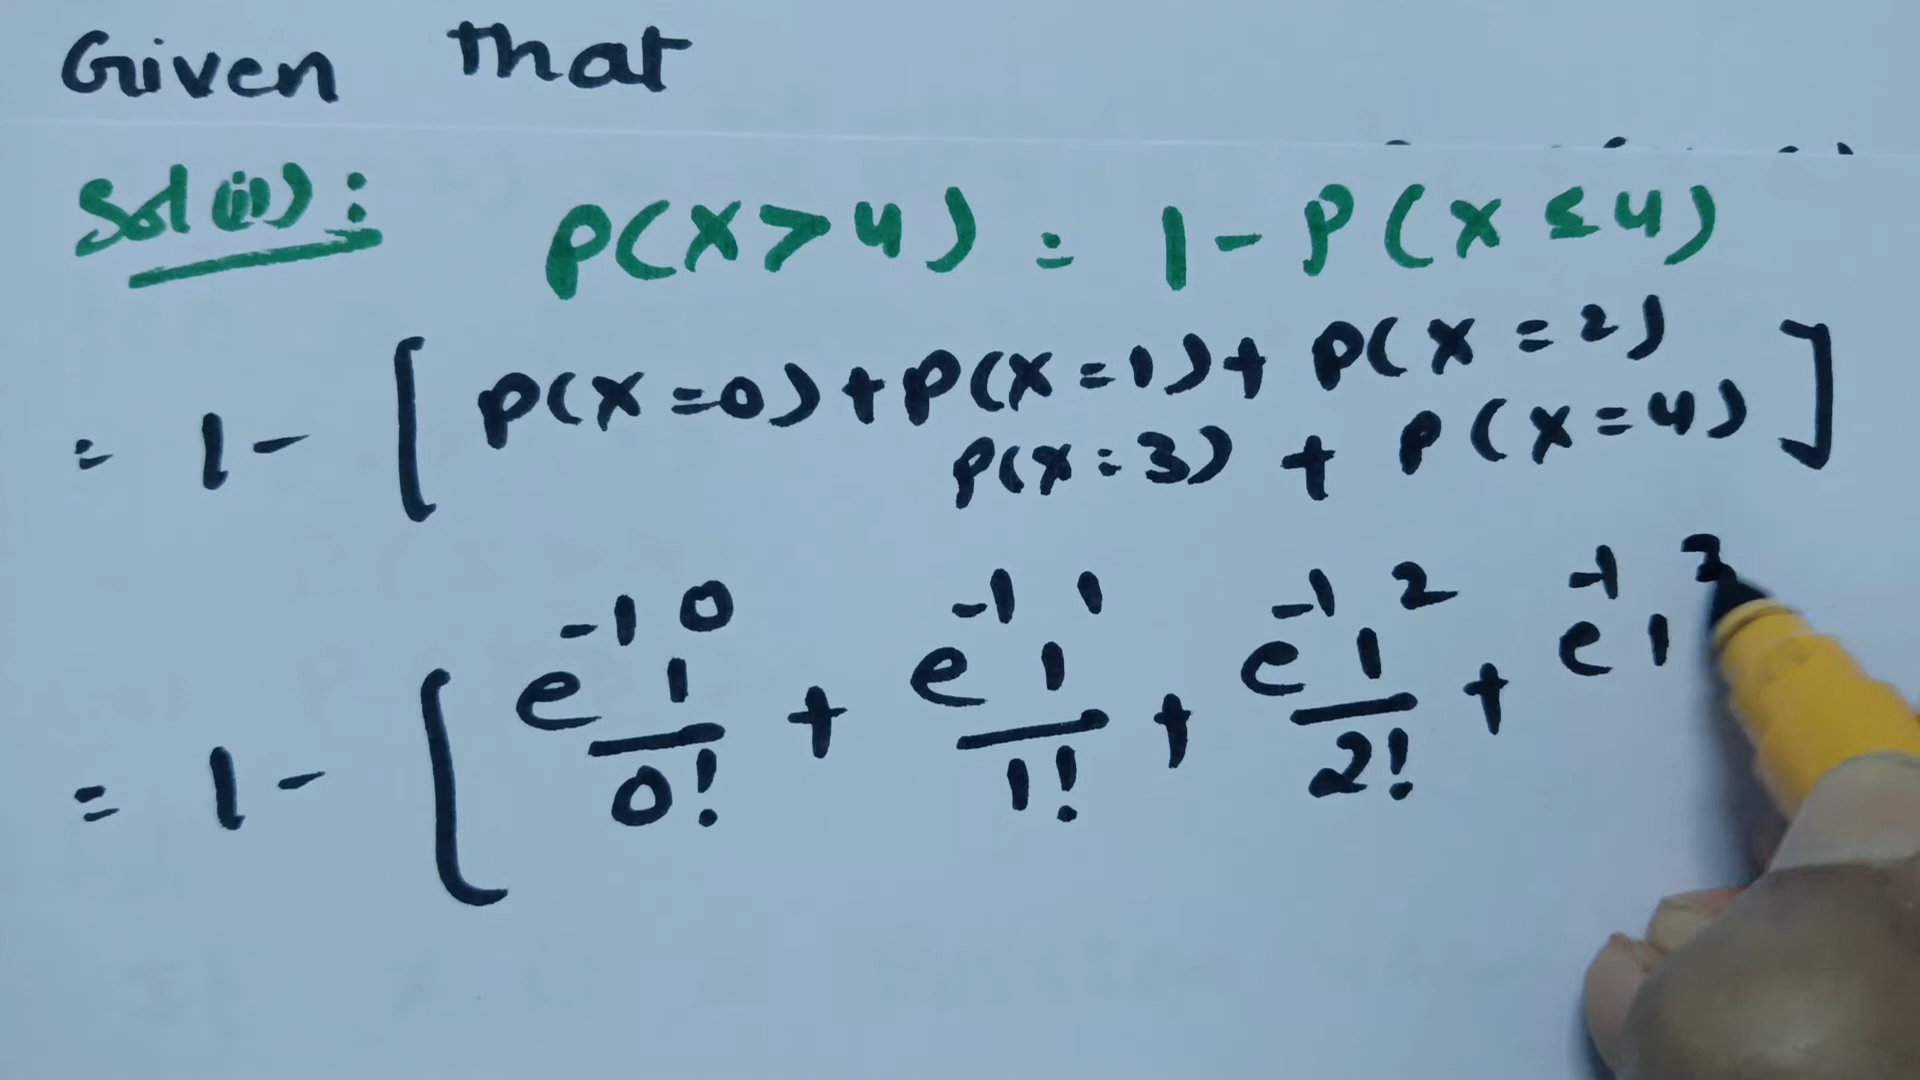 Given that
Sol(ii): P(X>4) = 1-P(X≤4)
= 1- [ P(X=0)+P(X=1)+P(X=2)
P(X=3) + P(X=4) ]
= 1- [ e^-1 1^0/0! + e^-1 1^1/1! + e^-1 1^2/2! + e^-1 1^3